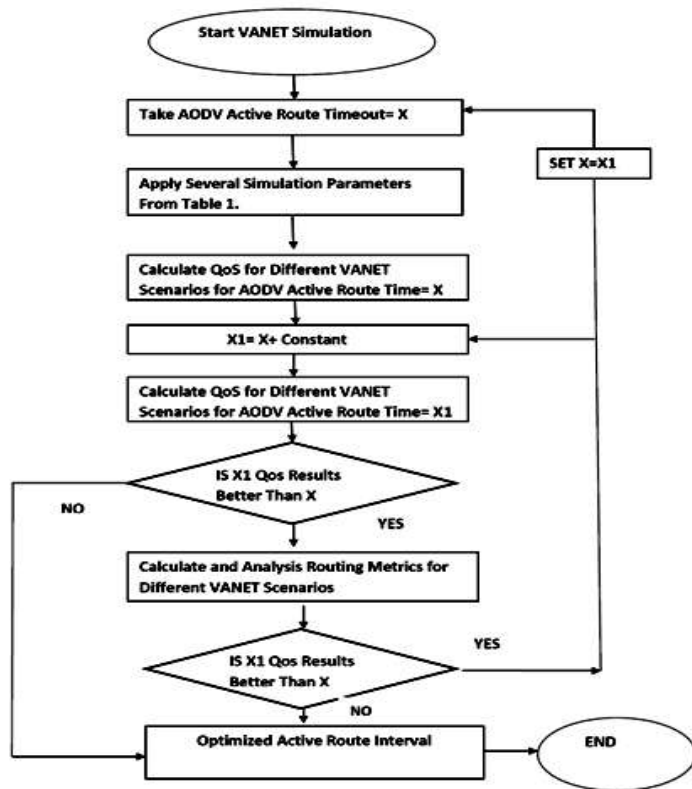 Start VANET Simulation
Take AODV Active Route Timeout= X
SET X=X1
Apply Several Simulation Parameters
From Table 1.
Calculate QoS for Different VANET
Scenarios for AODV Active Route Time= X
X1= X+ Constant
Calculate QoS for Different VANET
Scenarios for AODV Active Route Time= X1
IS X1 Qos Results
Better Than X
NO
YES
Calculate and Analysis Routing Metrics for
Different VANET Scenarios
IS X1 Qos Results
Better Than X
YES
NO
Optimized Active Route Interval
END